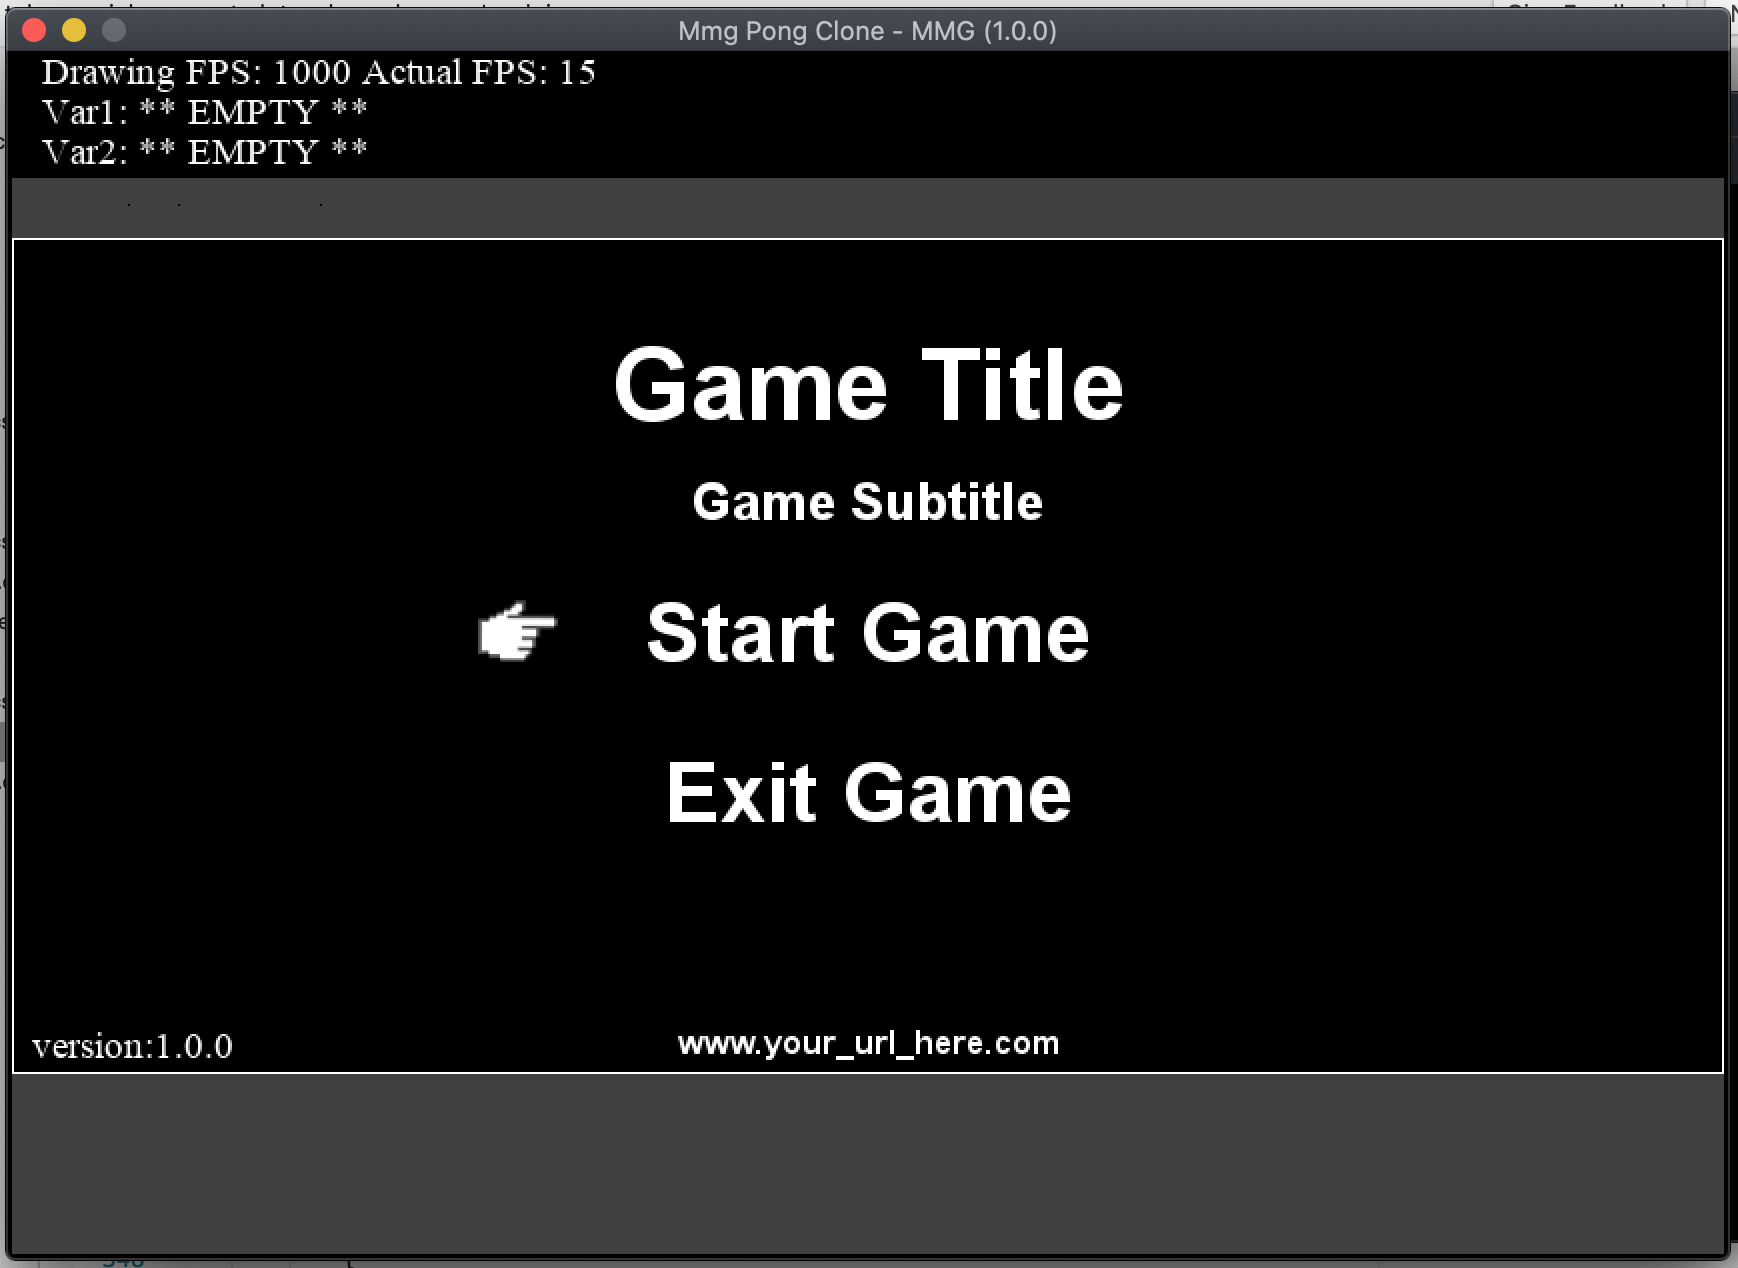 Mmg Pong Clone - MMG (1.0.0)
Drawing FPS: 1000 Actual FPS: 15
Var1: ** EMPTY **
Var2: ** EMPTY **
Game Title
Game Subtitle
Start Game
Exit Game
version:1.0.0
www.your_url_here.com